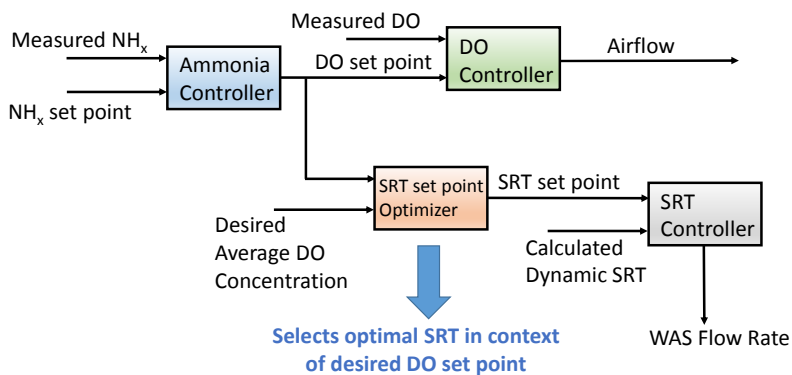 Measured DO
Measured NHx
Ammonia
Controller
DO set point
DO
Controller
Airflow
NHx set point
SRT set point
Optimizer
SRT set point
SRT
Controller
Desired
Average DO
Concentration
Calculated
Dynamic SRT
Selects optimal SRT in context
of desired DO set point
WAS Flow Rate